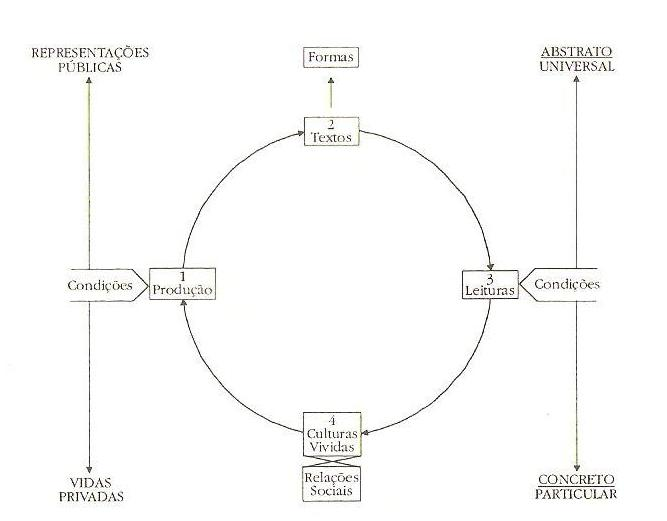 REPRESENTAÇÕES
PÚBLICAS
Formas
ABSTRATO
UNIVERSAL
2
Textos
Condições
1
Produção
3
Leituras
Condições
4
Culturas
Vividas
Relações
Sociais
VIDAS
PRIVADAS
CONCRETO
PARTICULAR